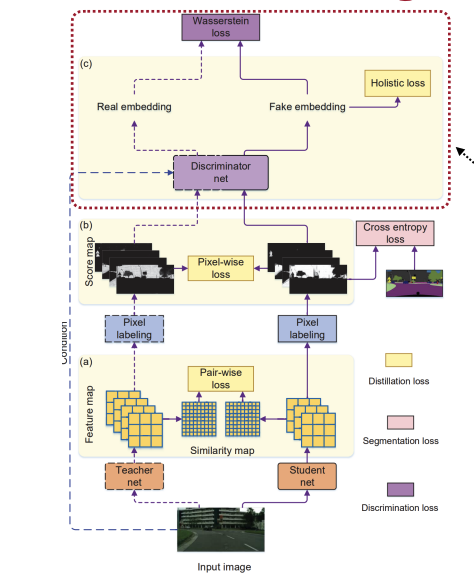 Wasserstein
loss
(c)
Holistic loss
Real embedding
Fake embedding
Discriminator
net
(b)
Score map
Cross entropy
loss
Pixel-wise
loss
Pixel
labeling
Pixel
labeling
Condition
(a)
Feature map
Pair-wise
loss
Similarity map
Distillation loss
Teacher
net
Student
net
Segmentation loss
Discrimination loss
Input image